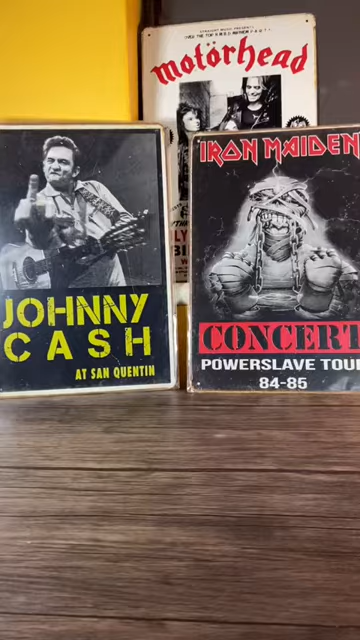 motörhead
IRON MAIDEN
JOHNNY
CASH
AT SAN QUENTIN
CONCERT
POWERSLAVE TOUR
84-85